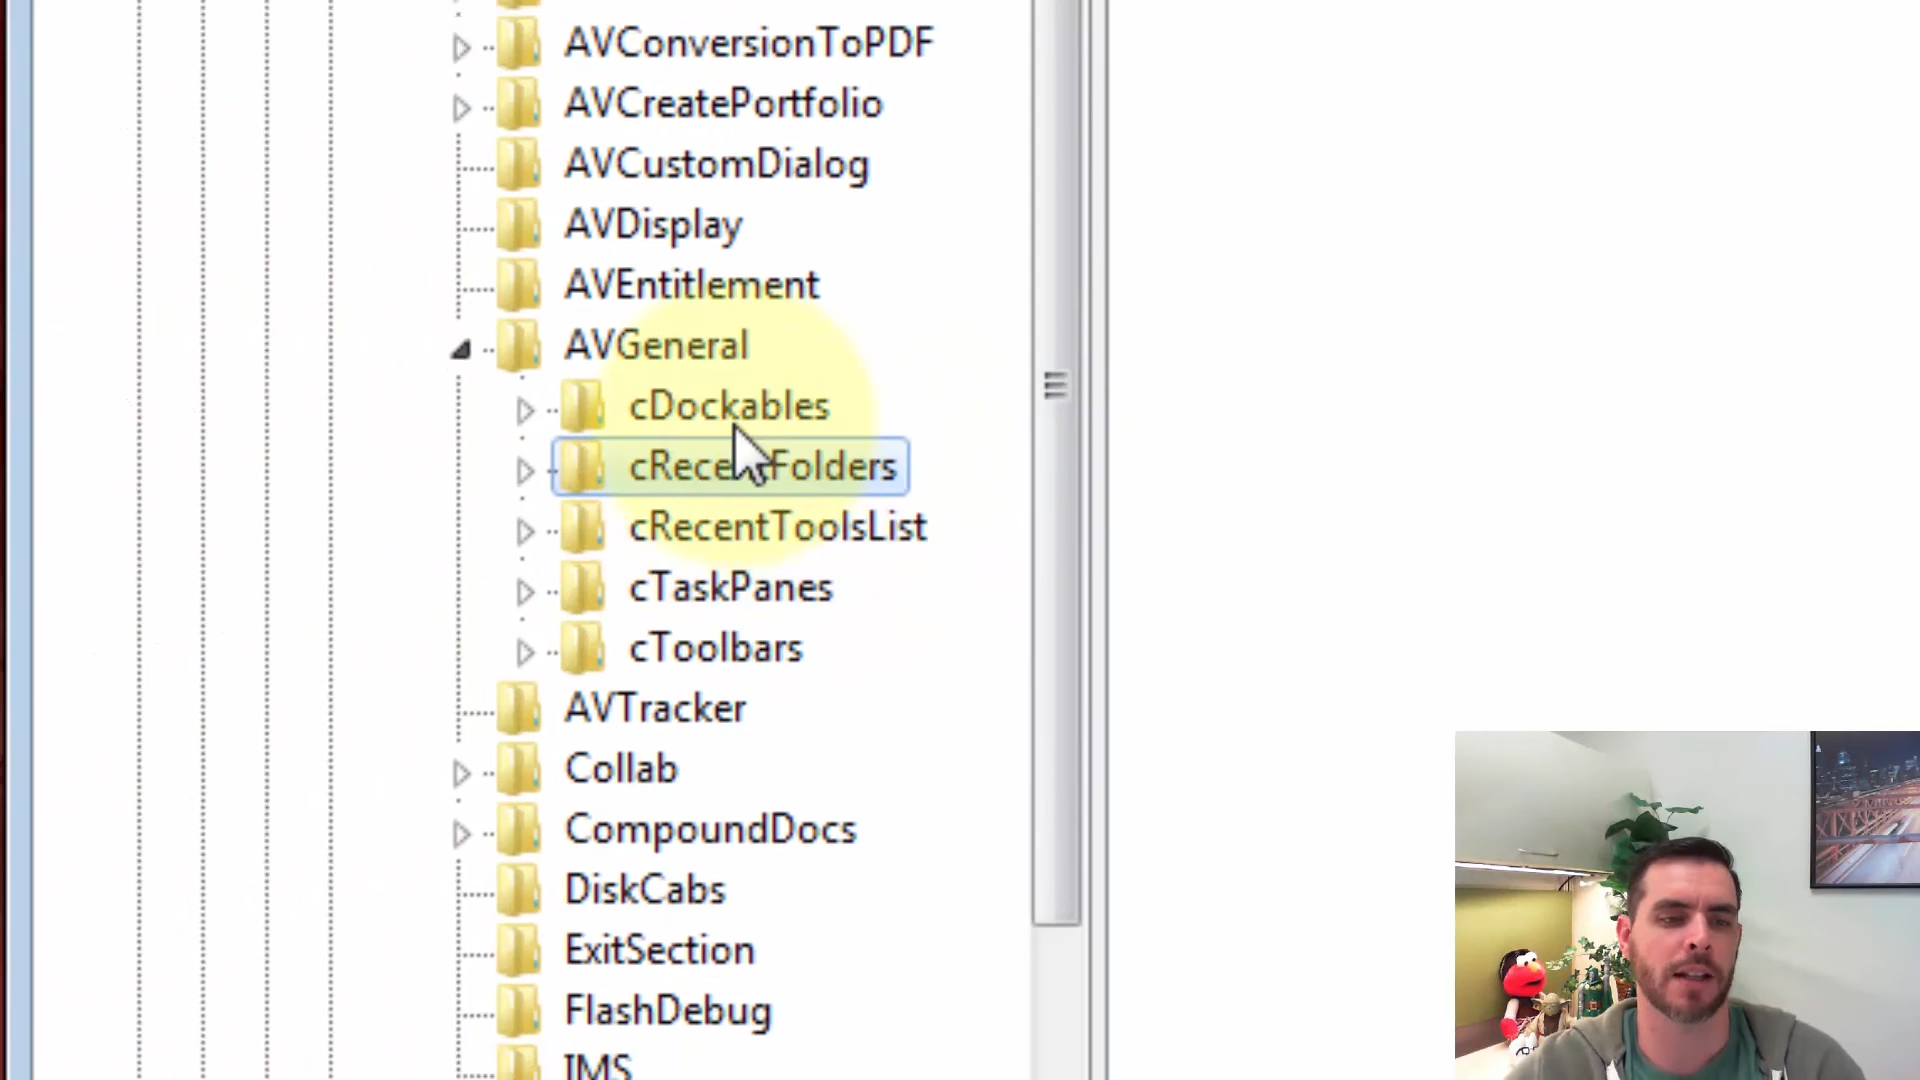 AVConversionToPDF
AVCreatePortfolio
AVCustomDialog
AVDisplay
AVEntitlement
AVGeneral
cDockables
cRecentFolders
cRecentToolsList
cTaskPanes
cToolbars
AVTracker
Collab
CompoundDocs
DiskCabs
ExitSection
FlashDebug
IMS